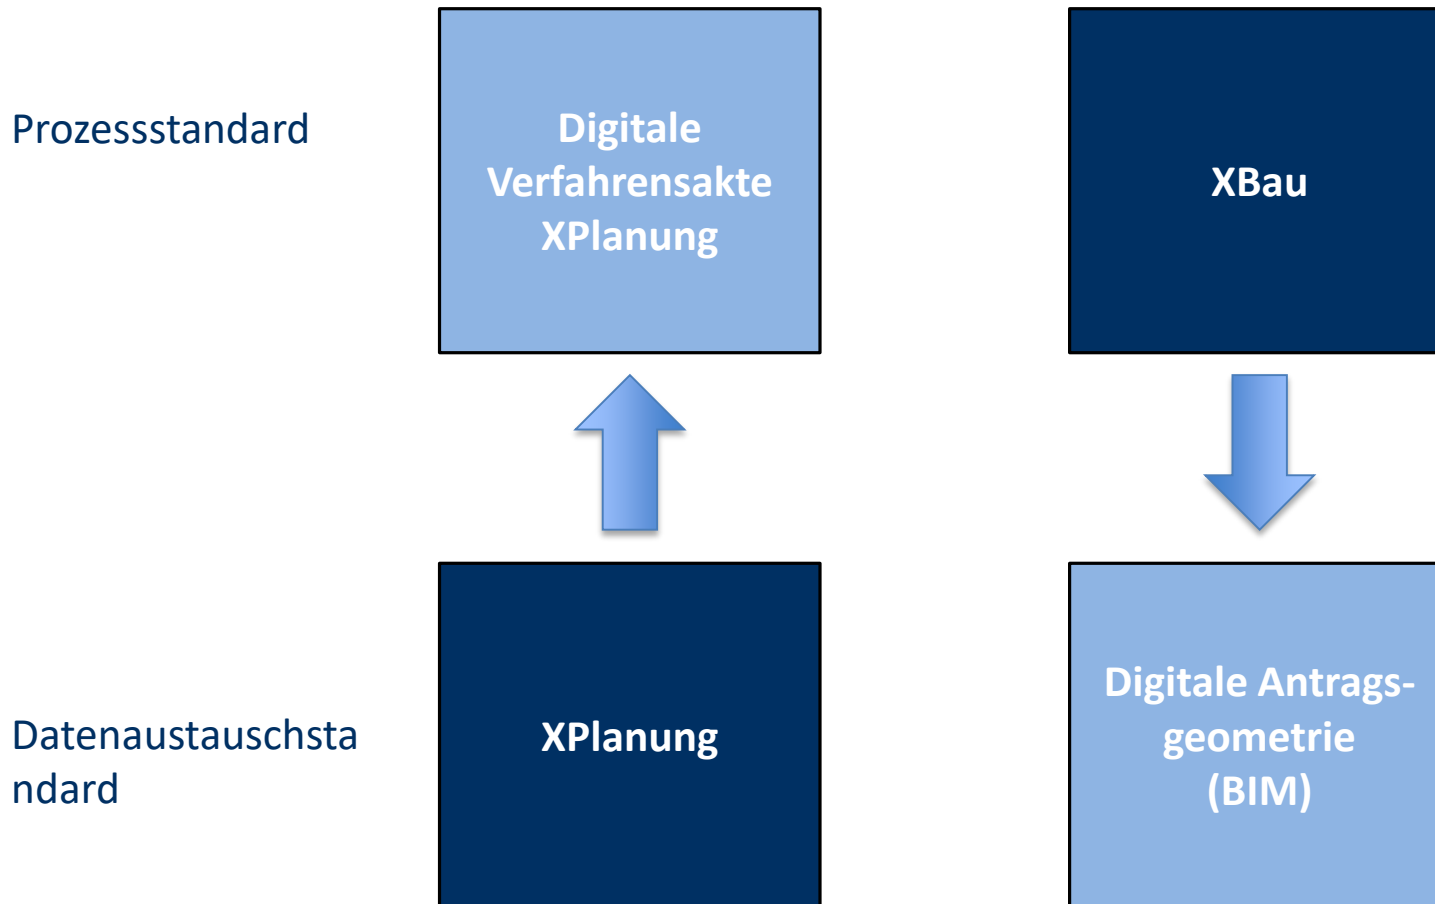 Prozessstandard
Digitale
Verfahrensakte
XPlanung
XBau
Datenaustauschsta
ndard
XPlanung
Digitale Antrags-
geometrie
(BIM)